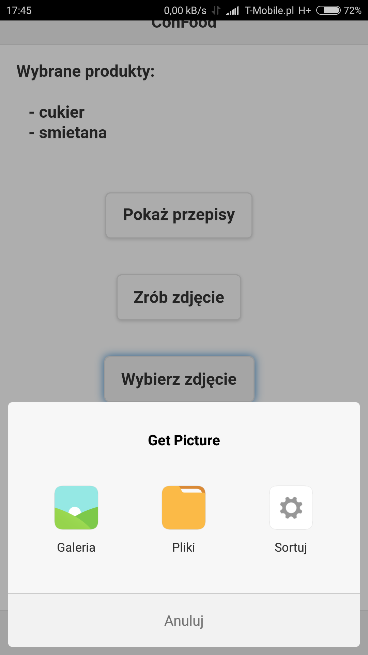 17:45 0,00 kB/s T-Mobile.pl H+ 72%
ConFood
Wybrane produkty:
- cukier
- smietana
Pokaż przepisy
Zrób zdjęcie
Wybierz zdjęcie
Get Picture
Galeria Pliki Sortuj
Anuluj